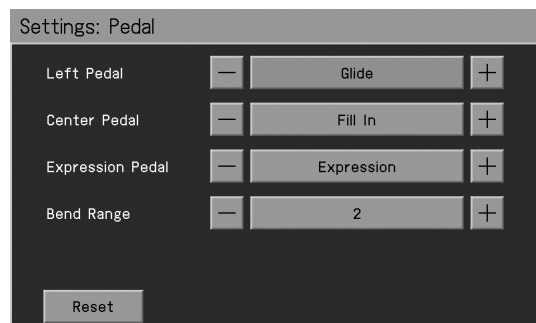 Settings: Pedal
Left Pedal — Glide +
Center Pedal — Fill In +
Expression Pedal — Expression +
Bend Range — 2 +
Reset